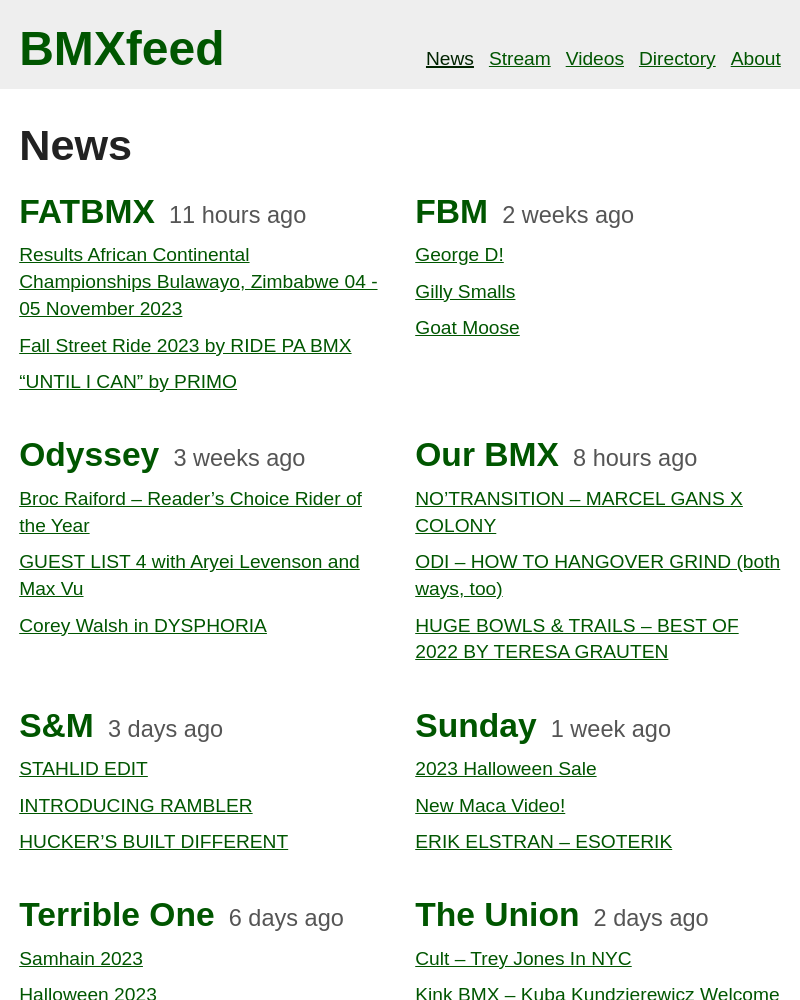 BMXfeed
News Stream Videos Directory About
News
FATBMX 11 hours ago
Results African Continental
Championships Bulawayo, Zimbabwe 04 -
05 November 2023
Fall Street Ride 2023 by RIDE PA BMX
“UNTIL I CAN” by PRIMO
FBM 2 weeks ago
George D!
Gilly Smalls
Goat Moose
Odyssey 3 weeks ago
Broc Raiford – Reader’s Choice Rider of
the Year
GUEST LIST 4 with Aryei Levenson and
Max Vu
Corey Walsh in DYSPHORIA
Our BMX 8 hours ago
NO’TRANSITION – MARCEL GANS X
COLONY
ODI – HOW TO HANGOVER GRIND (both
ways, too)
HUGE BOWLS & TRAILS – BEST OF
2022 BY TERESA GRAUTEN
S&M 3 days ago
STAHLID EDIT
INTRODUCING RAMBLER
HUCKER’S BUILT DIFFERENT
Sunday 1 week ago
2023 Halloween Sale
New Maca Video!
ERIK ELSTRAN – ESOTERIK
Terrible One 6 days ago
Samhain 2023
Halloween 2023
The Union 2 days ago
Cult – Trey Jones In NYC
Kink BMX – Kuba Kundzierewicz Welcome